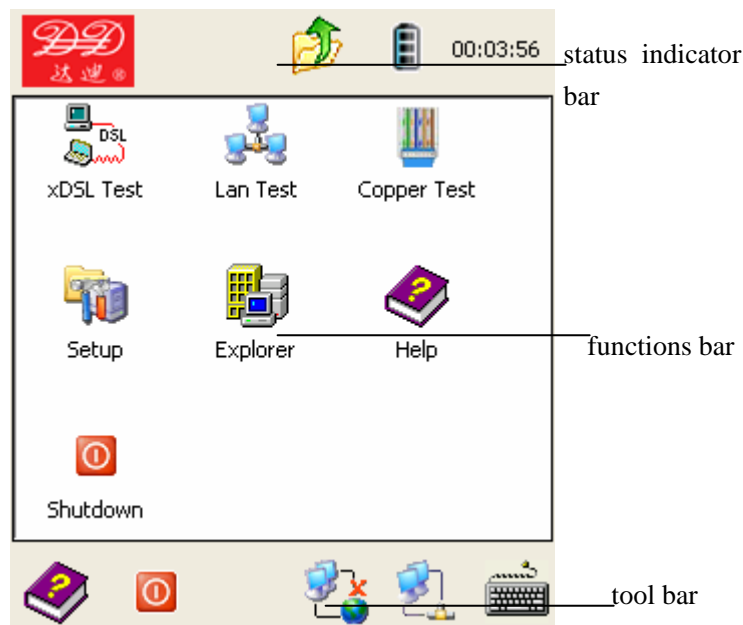 达迪®
00:03:56
status indicator
bar
DSL
xDSL Test
Lan Test
Copper Test
Setup
Explorer
Help
functions bar
Shutdown
tool bar